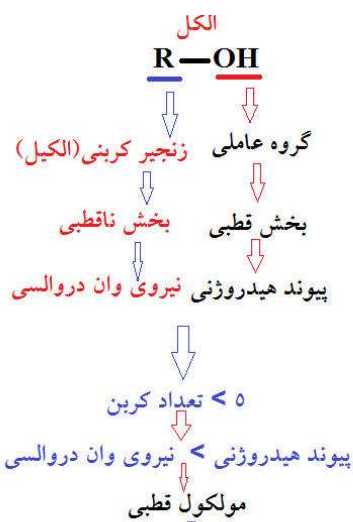 الکل
R — OH
گروه عاملی زنجیر کربنی(الکیل)
بخش قطبی بخش ناقطبی
پیوند هیدروژنی نیروی وان دروالسی
۵ > تعداد کربن
پیوند هیدروژنی > نیروی وان دروالسی
مولکول قطبی